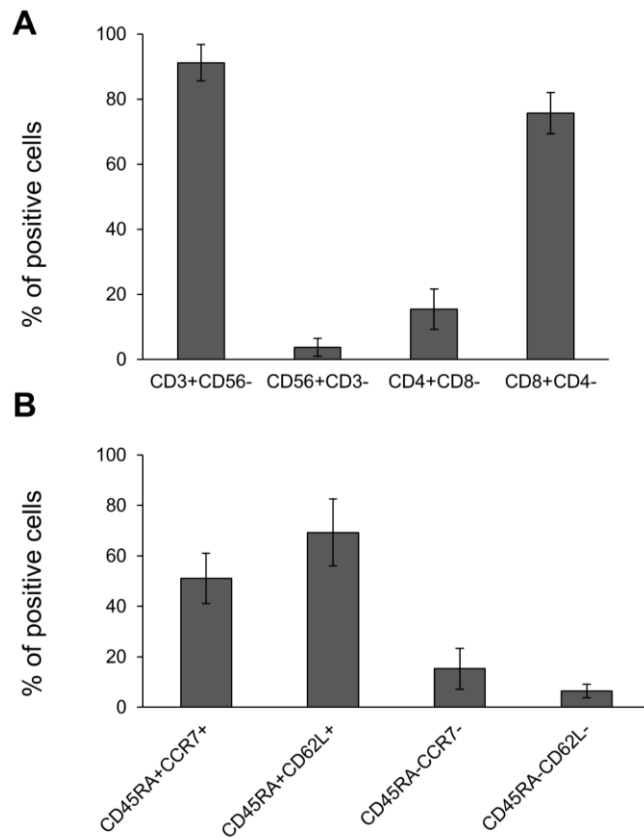 A
% of positive cells
100
80
60
40
20
0
CD3+CD56- CD56+CD3- CD4+CD8- CD8+CD4-
B
% of positive cells
100
80
60
40
20
0
CD45RA+CCR7+
CD45RA+CD62L+
CD45RA-CCR7-
CD45RA-CD62L-